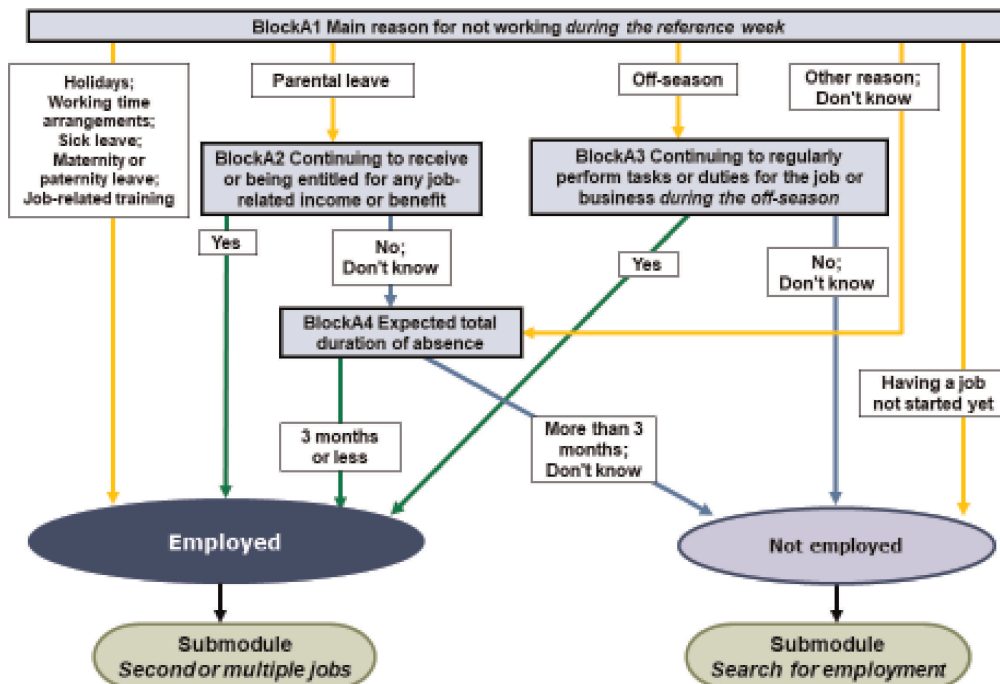 BlockA1 Main reason for not working during the reference week
Holidays;
Working time
arrangements;
Sick leave;
Maternity or
paternity leave;
Job-related training
Parental leave
Off-season
Other reason;
Don't know
BlockA2 Continuing to receive
or being entitled for any job-
related income or benefit
BlockA3 Continuing to regularly
perform tasks or duties for the job or
business during the off-season
Yes
No;
Don't know
Yes
No;
Don't know
BlockA4 Expected total
duration of absence
Having a job
not started yet
3 months
or less
More than 3
months;
Don't know
Employed
Not employed
Submodule
Second or multiple jobs
Submodule
Search for employment